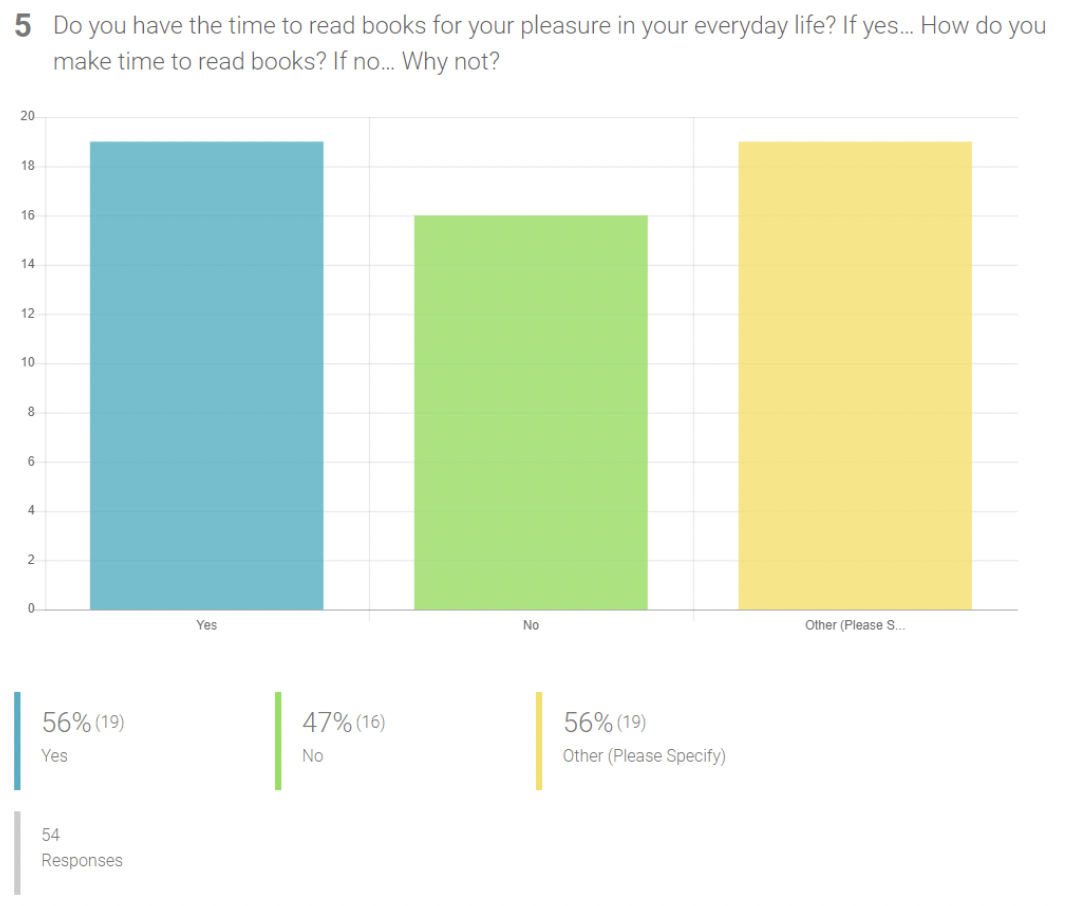 5 Do you have the time to read books for your pleasure in your everyday life? If yes... How do you
make time to read books? If no... Why not?
20
18
16
14
12
10
8
6
4
2
0
Yes No Other (Please S...
56% (19) 47% (16) 56% (19)
Yes No Other (Please Specify)
54
Responses